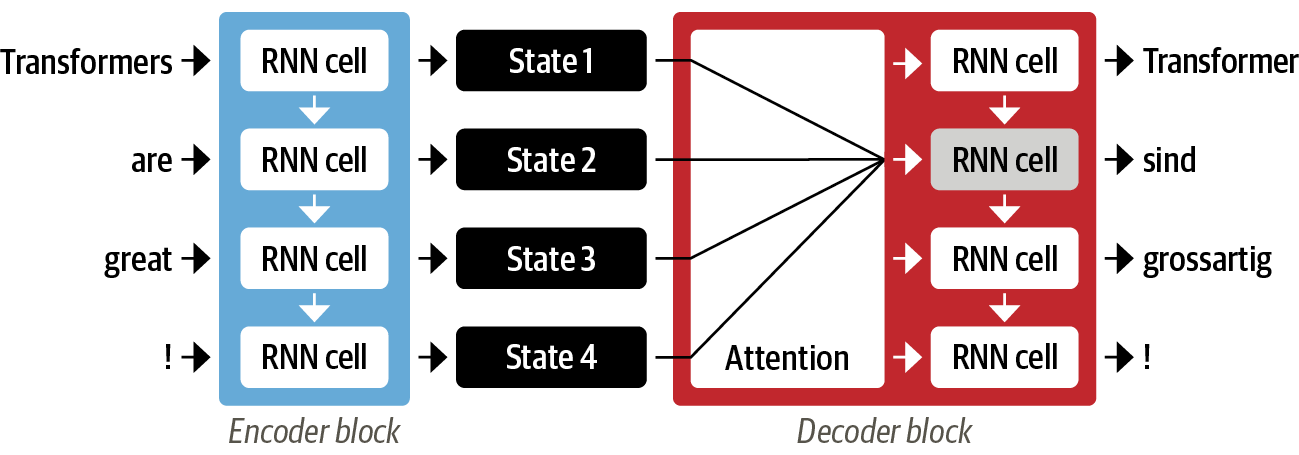 Transformers RNN cell State 1 RNN cell Transformer
are RNN cell State 2 RNN cell sind
great RNN cell State 3 RNN cell grossartig
! RNN cell State 4 Attention RNN cell !
Encoder block Decoder block